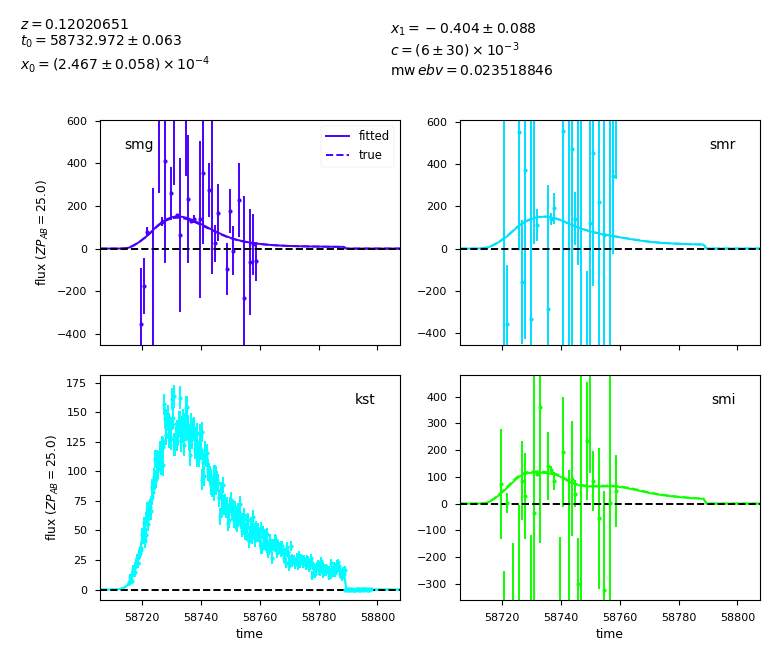 z = 0.12020651
t₀ = 58732.972 ± 0.063
x₀ = (2.467 ± 0.058) × 10⁻⁴
x₁ = −0.404 ± 0.088
c = (6 ± 30) × 10⁻³
mw ebv = 0.023518846
600
400
200
0
−200
−400
flux (ZP_AB = 25.0)
smg
fitted
true
600
400
200
0
−200
−400
smr
175
150
125
100
75
50
25
0
flux (ZP_AB = 25.0)
kst
58720 58740 58760 58780 58800
time
400
300
200
100
0
−100
−200
−300
smi
58720 58740 58760 58780 58800
time